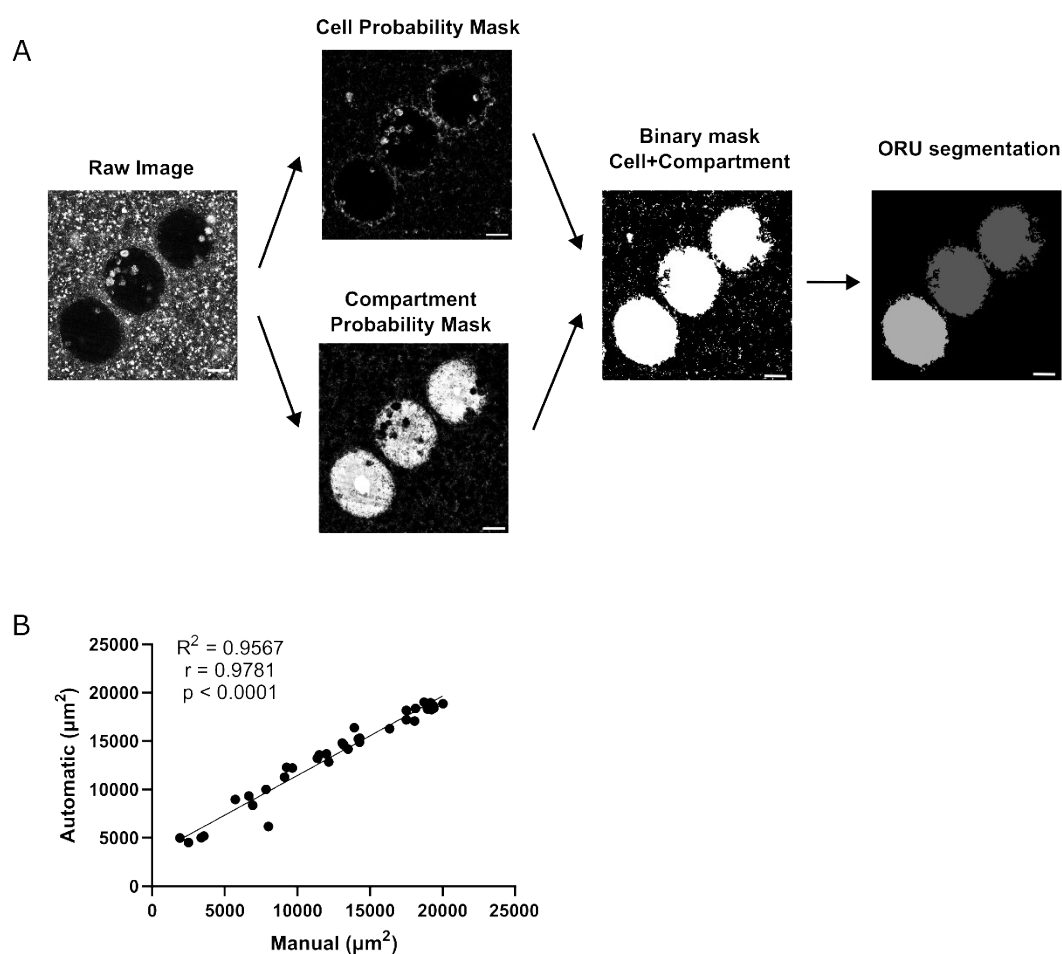 A
Cell Probability Mask
Raw Image
Compartment
Probability Mask
Binary mask
Cell+Compartment
ORU segmentation
B
R² = 0.9567
r = 0.9781
p < 0.0001
Automatic (µm²)
25000
20000
15000
10000
5000
0
0 5000 10000 15000 20000 25000
Manual (µm²)